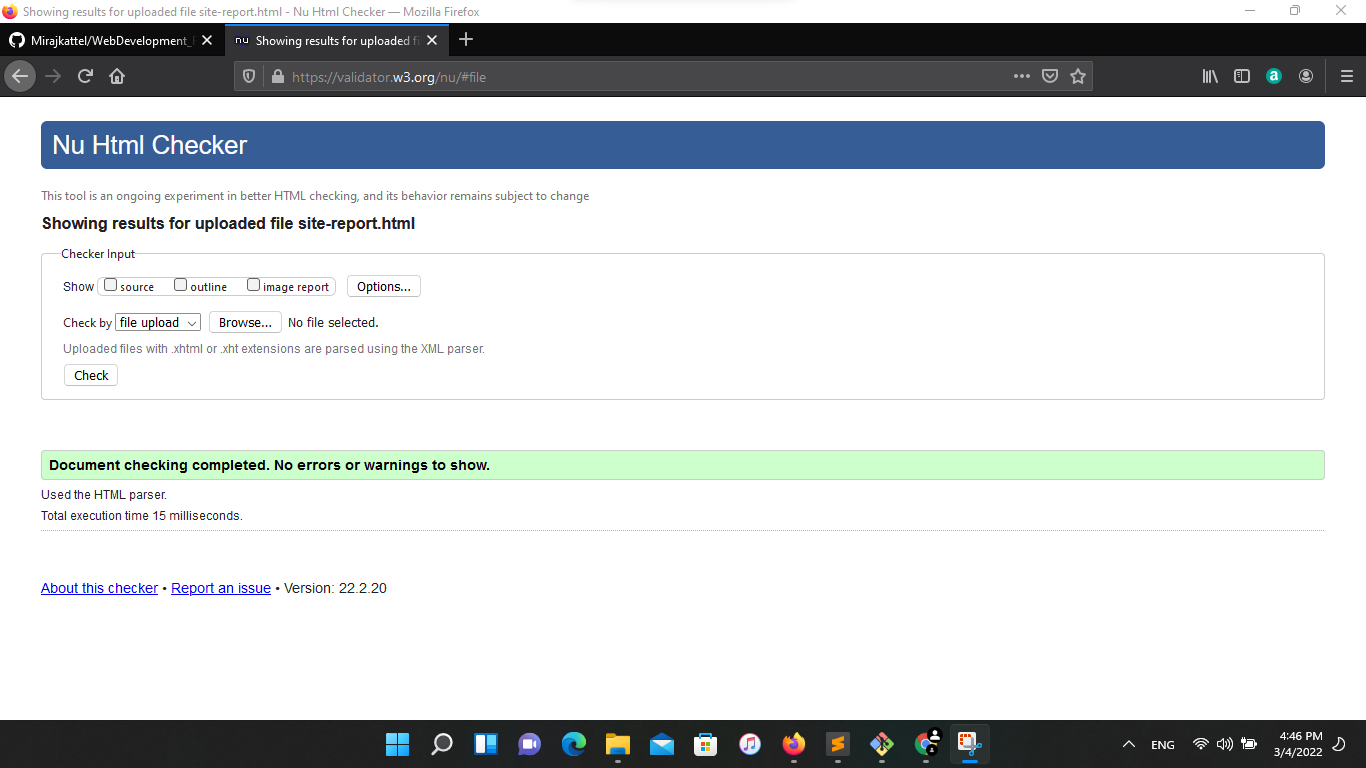 Showing results for uploaded file site-report.html - Nu Html Checker — Mozilla Firefox
Mirajkattel/WebDevelopment_
nu Showing results for uploaded fi
https://validator.w3.org/nu/#file
a
Nu Html Checker
This tool is an ongoing experiment in better HTML checking, and its behavior remains subject to change
Showing results for uploaded file site-report.html
Checker Input
Show source outline image report Options...
Check by file upload Browse... No file selected.
Uploaded files with .xhtml or .xht extensions are parsed using the XML parser.
Check
Document checking completed. No errors or warnings to show.
Used the HTML parser.
Total execution time 15 milliseconds.
About this checker • Report an issue • Version: 22.2.20
ENG
4:46 PM
3/4/2022